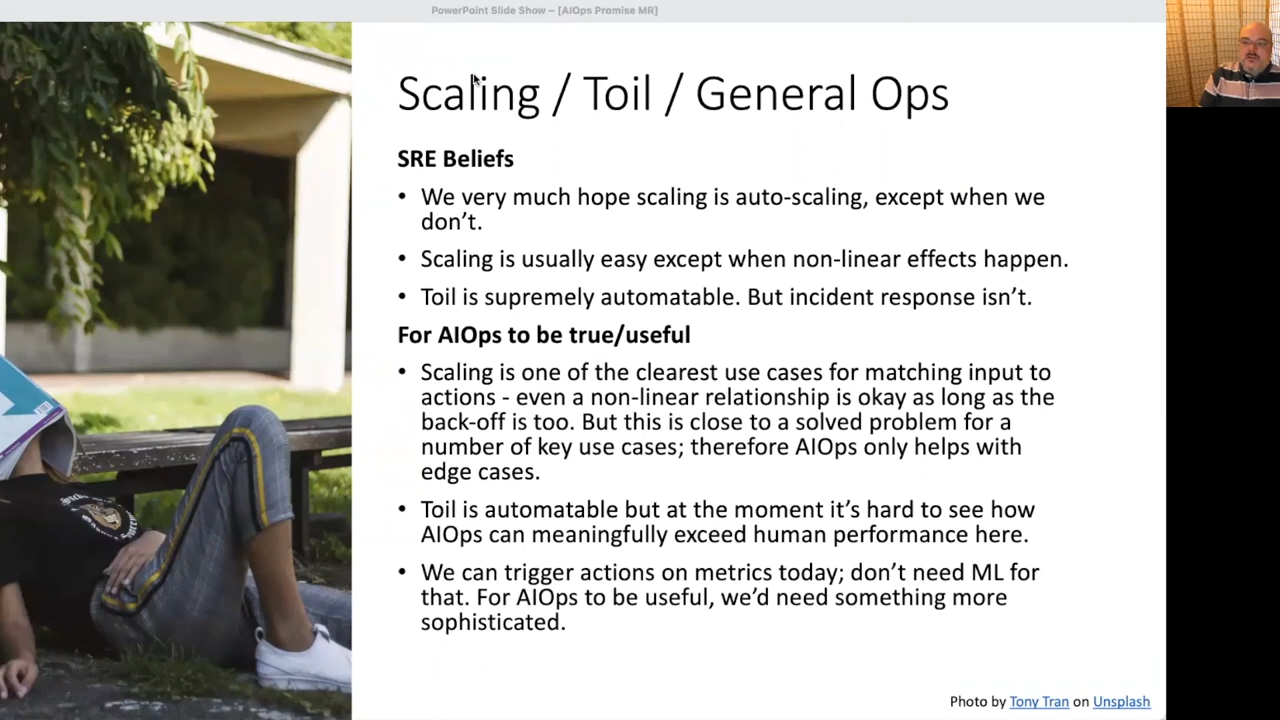 PowerPoint Slide Show – [AIOps Promise MR]
Scaling / Toil / General Ops
SRE Beliefs
• We very much hope scaling is auto-scaling, except when we
don’t.
• Scaling is usually easy except when non-linear effects happen.
• Toil is supremely automatable. But incident response isn’t.
For AIOps to be true/useful
• Scaling is one of the clearest use cases for matching input to
actions - even a non-linear relationship is okay as long as the
back-off is too. But this is close to a solved problem for a
number of key use cases; therefore AIOps only helps with
edge cases.
• Toil is automatable but at the moment it’s hard to see how
AIOps can meaningfully exceed human performance here.
• We can trigger actions on metrics today; don’t need ML for
that. For AIOps to be useful, we’d need something more
sophisticated.
Photo by Tony Tran on Unsplash